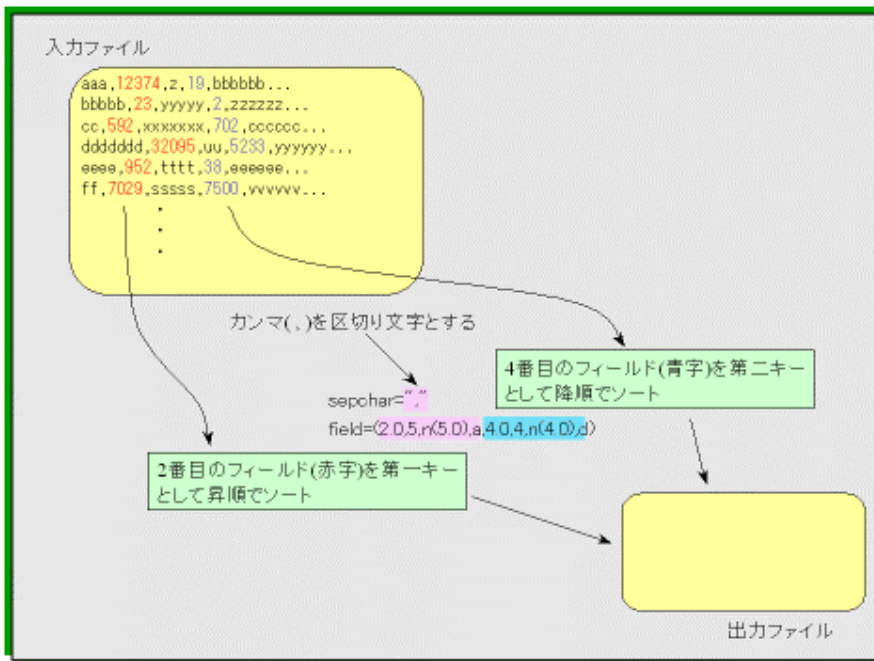 入力ファイル
aaa,12374,z,19,bbbbbb...
bbbbb,23,yyyyy,2,zzzzzz...
cc,592,xxxxxxx,702,cccccc...
ddddddd,32095,uu,5233,yyyyyy...
eeee,952,tttt,38,eeeeee...
ff,7029,sssss,7500,vvvvvv...
カンマ(,)を区切り文字とする
4番目のフィールド(青字)を第二キー
として降順でソート
sepchar=","
field=(2.0,5,n(5.0),a,4.0,4,n(4.0),d)
2番目のフィールド(赤字)を第一キー
として昇順でソート
出力ファイル